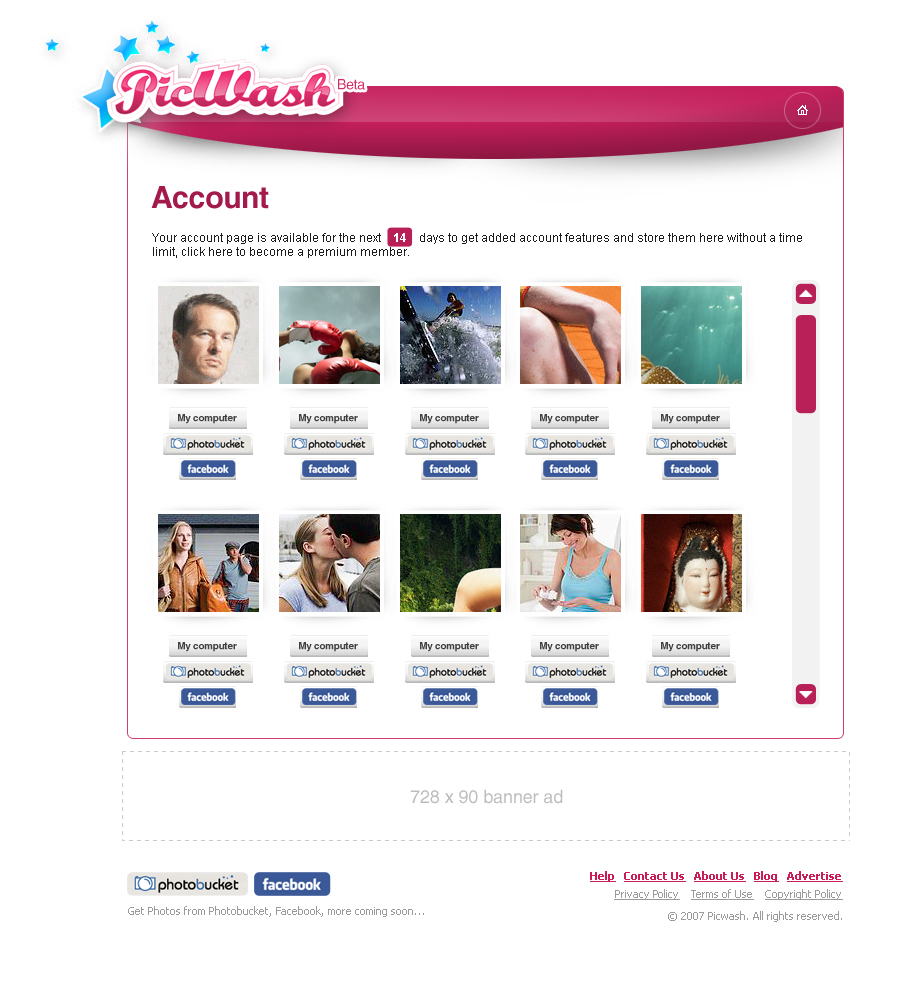 PicWash Beta
Account
Your account page is available for the next 14 days to get added account features and store them here without a time
limit, click here to become a premium member.
My computer My computer My computer My computer My computer
photobucket photobucket photobucket photobucket photobucket
facebook facebook facebook facebook facebook
My computer My computer My computer My computer My computer
photobucket photobucket photobucket photobucket photobucket
facebook facebook facebook facebook facebook
728 x 90 banner ad
photobucket facebook
Get Photos from Photobucket, Facebook, more coming soon...
Help Contact Us About Us Blog Advertise
Privacy Policy Terms of Use Copyright Policy
© 2007 Picwash. All rights reserved.